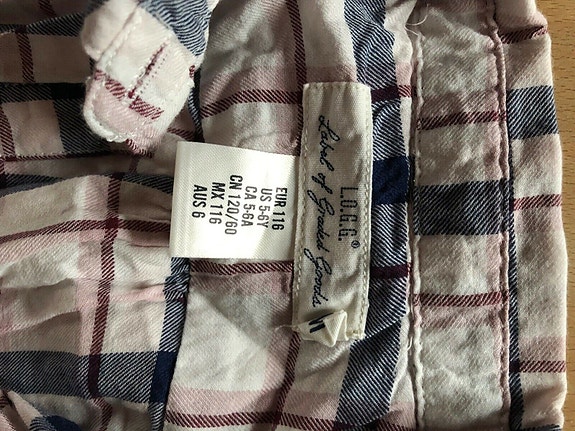 L.O.G.G.®
Label of Graded Goods
EUR 116
US 5-6Y
CA 5-6A
CN 120/60
MX 116
AUS 6